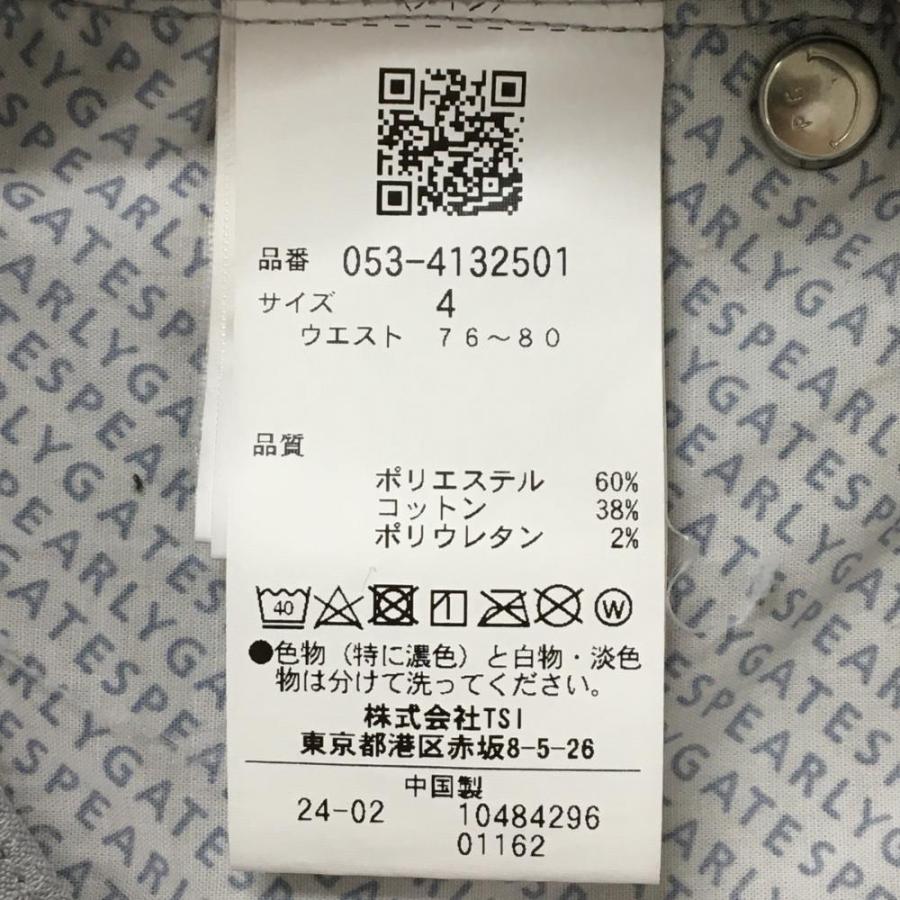 品番 053-4132501
サイズ 4
ウエスト 76～80
品質
ポリエステル 60%
コットン 38%
ポリウレタン 2%
40 W
●色物（特に濃色）と白物・淡色
物は分けて洗ってください。
株式会社TSI
東京都港区赤坂8-5-26
中国製
24-02 10484296
01162
PEARLYGATES